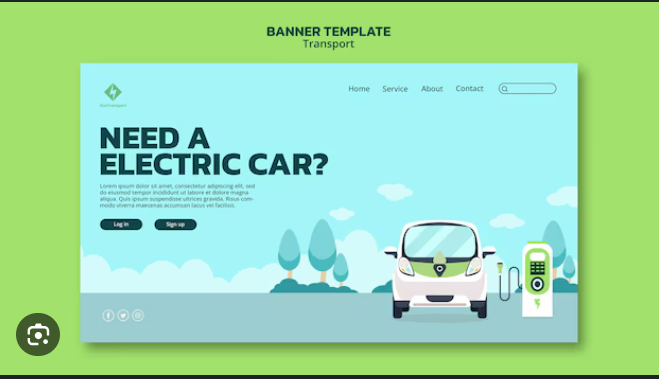 BANNER TEMPLATE
Transport
Home Service About Contact
NEED A
ELECTRIC CAR?
Lorem ipsum dolor sit amet, consectetur adipiscing elit, sed
do eiusmod tempor incididunt ut labore et dolore magna
aliqua. Quis ipsum suspendisse ultrices gravida. Risus com-
modo viverra maecenas accumsan lacus vel facilisis.
Log in Sign up